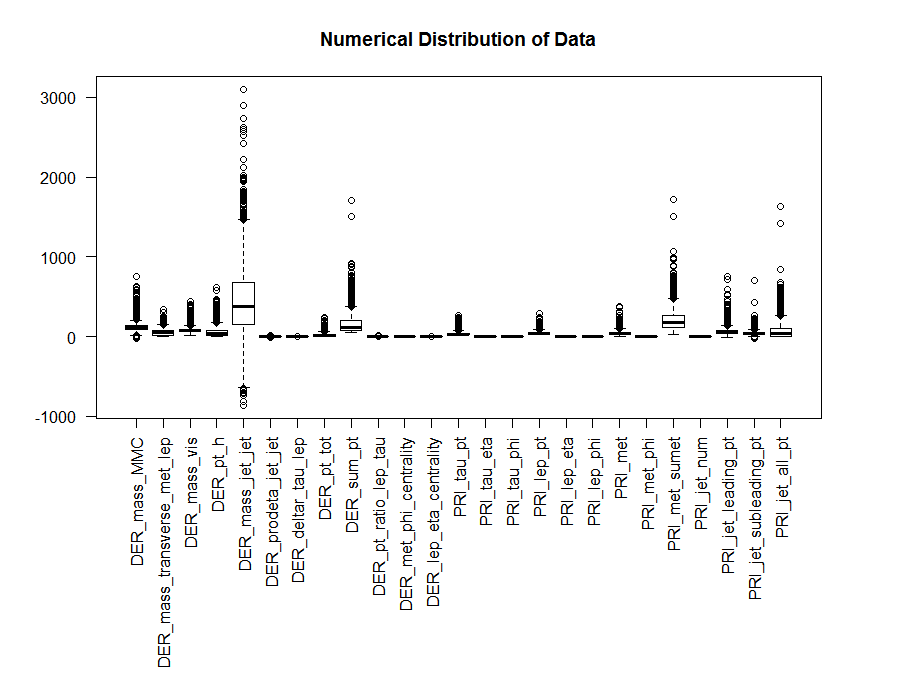 Numerical Distribution of Data
3000
2000
1000
0
-1000
DER_mass_MMC
DER_mass_transverse_met_lep
DER_mass_vis
DER_pt_h
DER_mass_jet_jet
DER_prodeta_jet_jet
DER_deltar_tau_lep
DER_pt_tot
DER_sum_pt
DER_pt_ratio_lep_tau
DER_met_phi_centrality
DER_lep_eta_centrality
PRI_tau_pt
PRI_tau_eta
PRI_tau_phi
PRI_lep_pt
PRI_lep_eta
PRI_lep_phi
PRI_met
PRI_met_phi
PRI_met_sumet
PRI_jet_num
PRI_jet_leading_pt
PRI_jet_subleading_pt
PRI_jet_all_pt